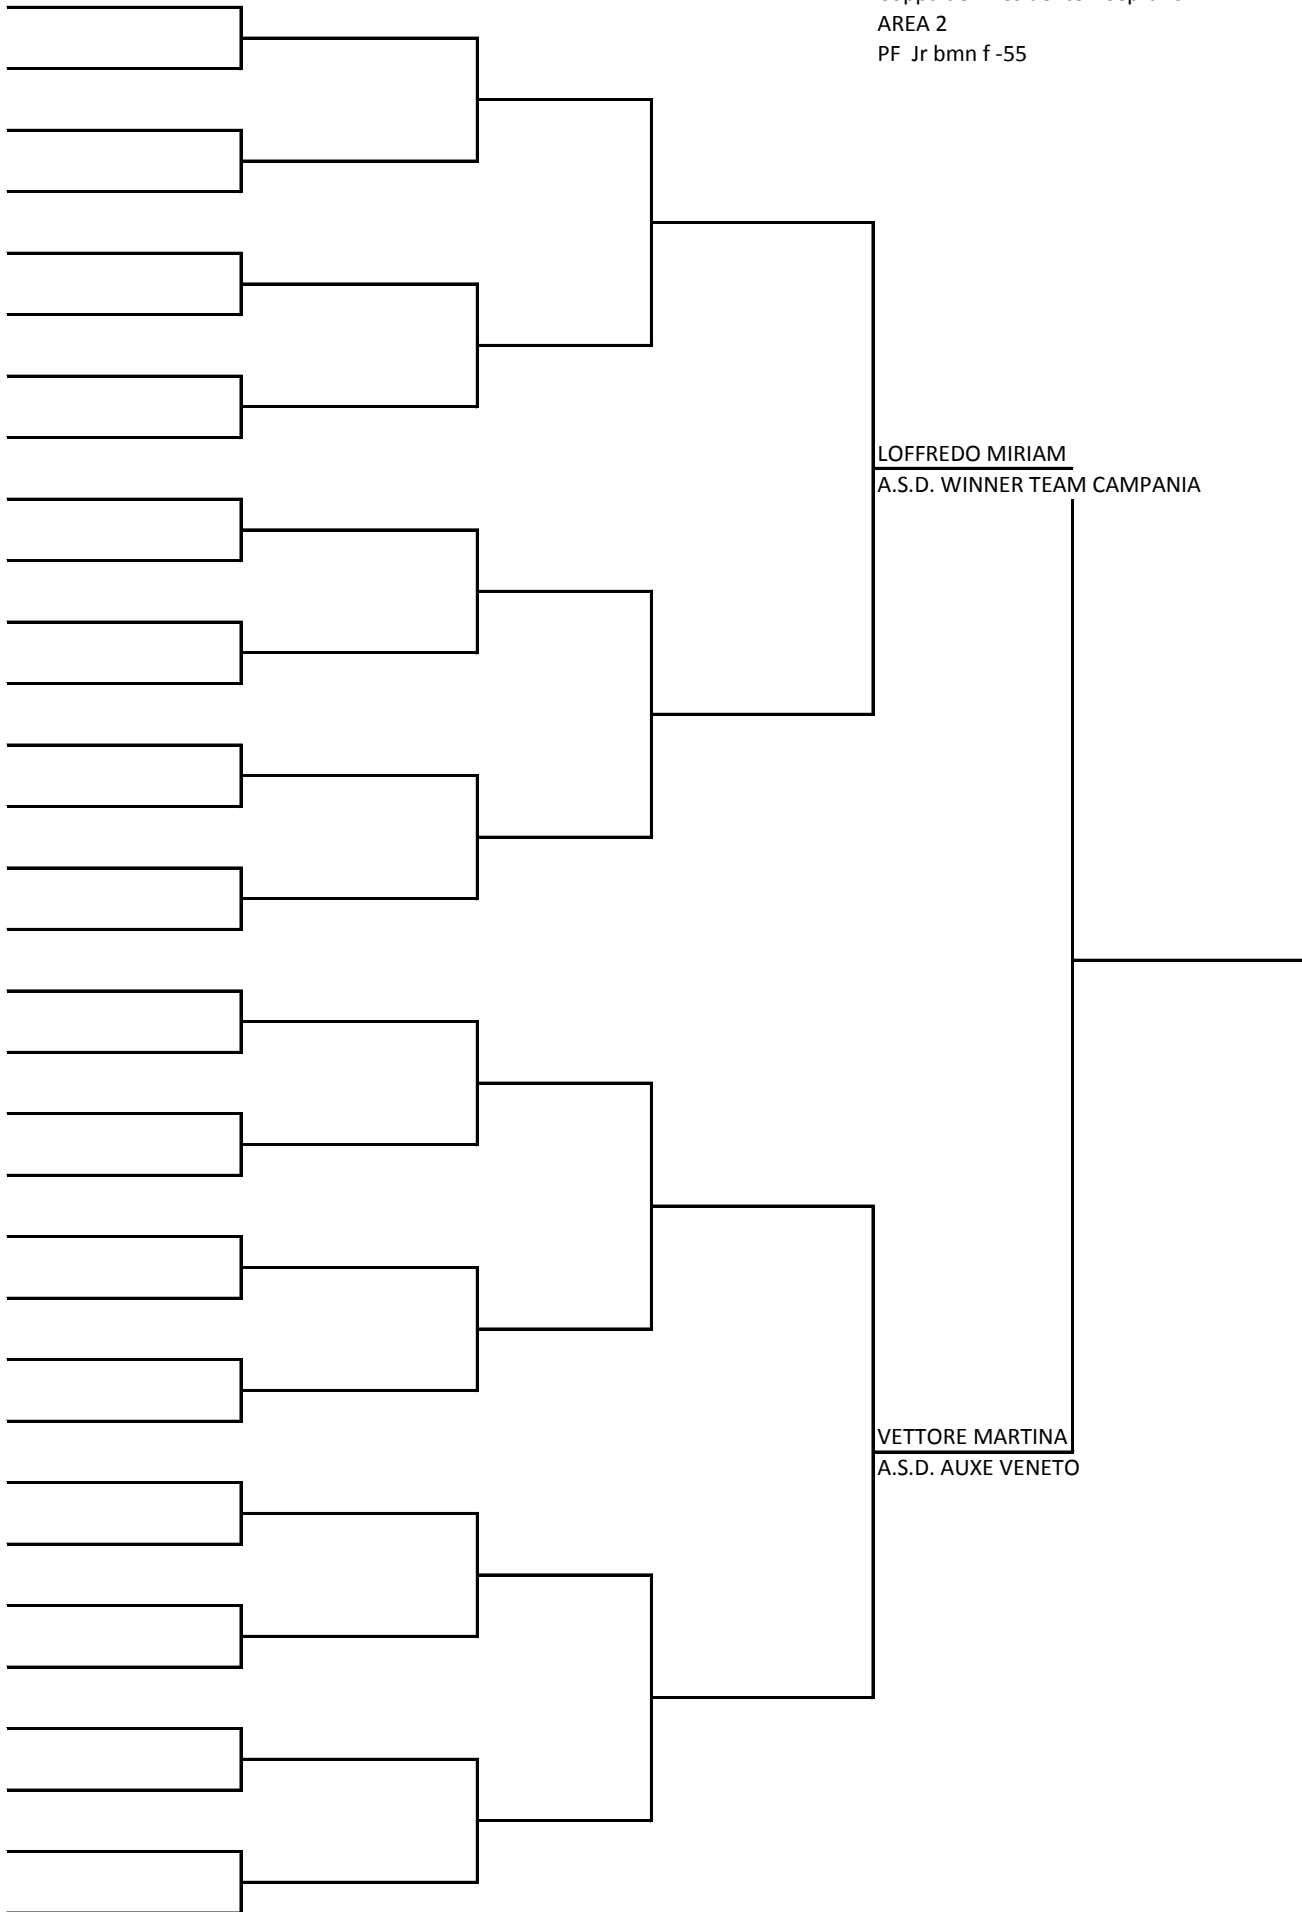 AREA 2
PF Jr bmn f -55
LOFFREDO MIRIAM
A.S.D. WINNER TEAM CAMPANIA
VETTORE MARTINA
A.S.D. AUXE VENETO